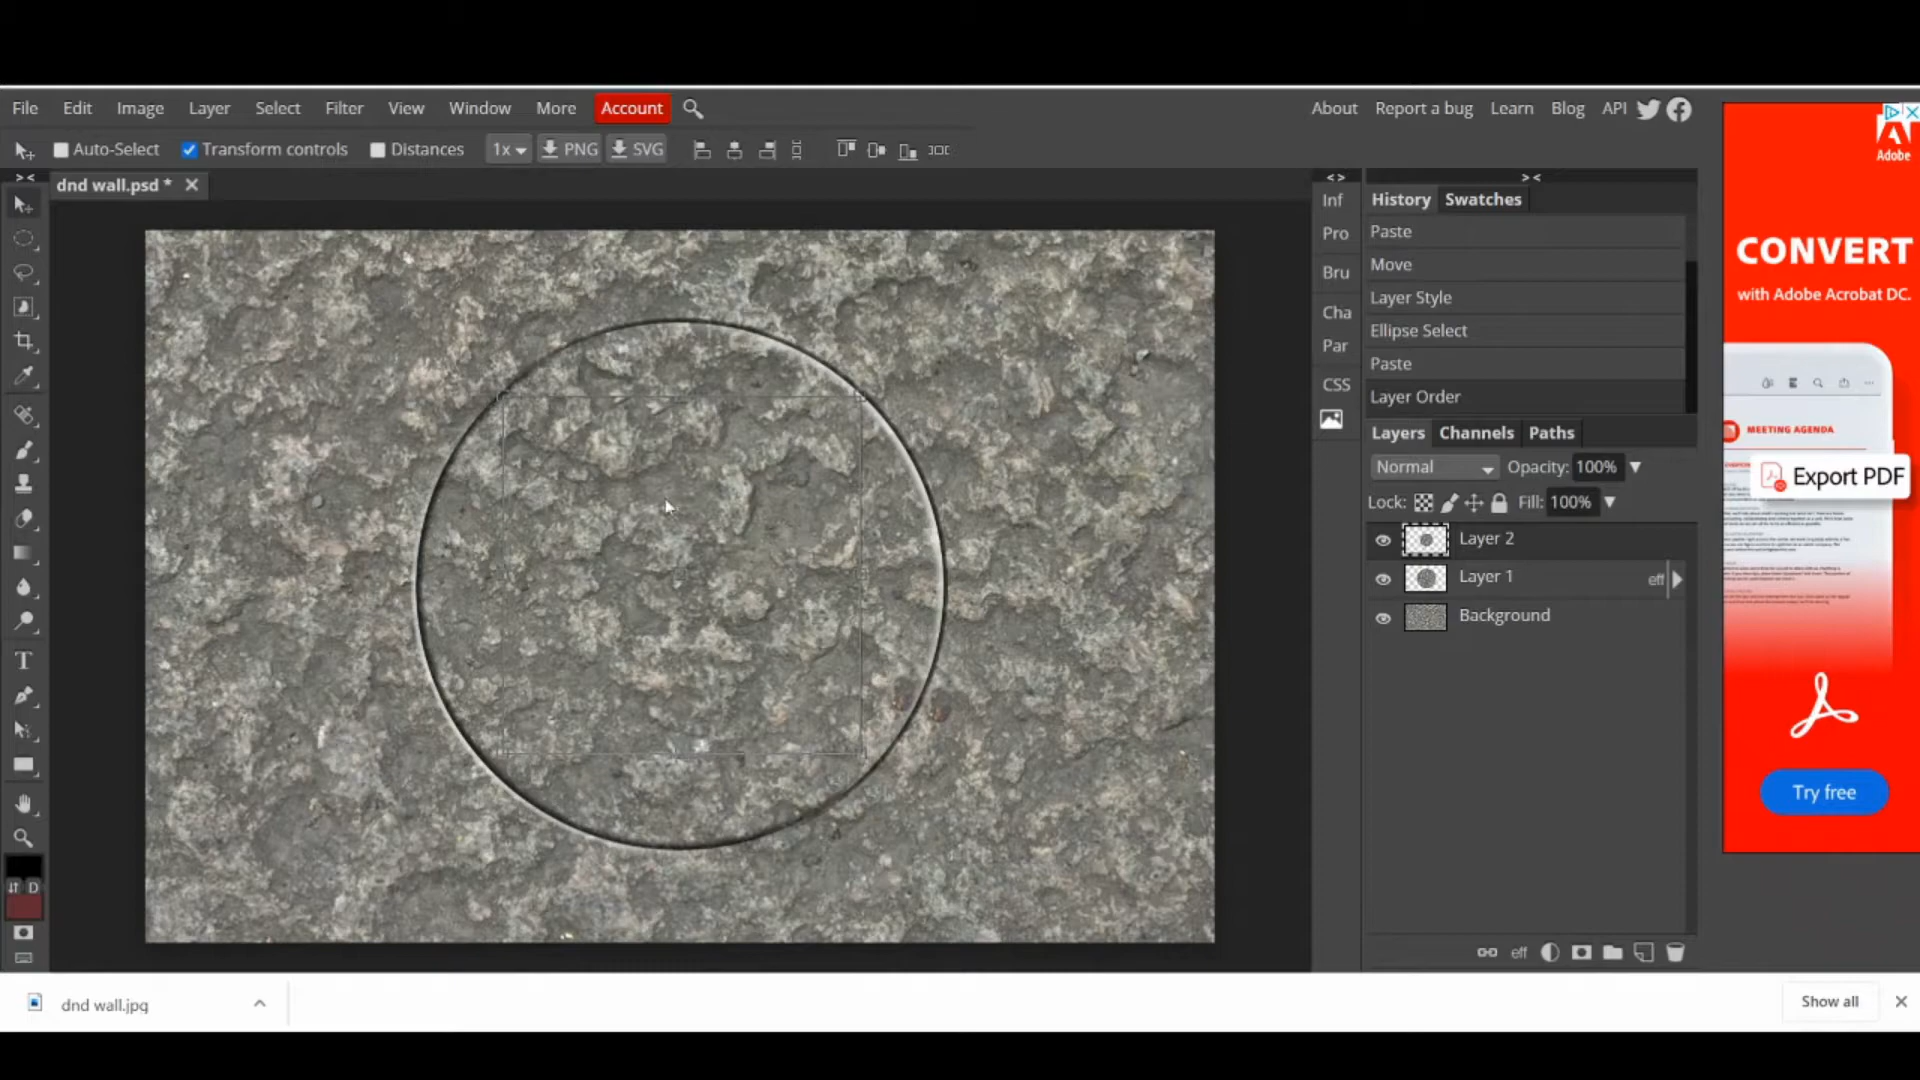 File Edit Image Layer Select Filter View Window More Account
About Report a bug Learn Blog API
Auto-Select Transform controls Distances 1x PNG SVG
dnd wall.psd *
Inf
Pro
Bru
Cha
Par
CSS
History Swatches
Paste
Move
Layer Style
Ellipse Select
Paste
Layer Order
Layers Channels Paths
Normal Opacity: 100%
Lock: Fill: 100%
Layer 2
Layer 1 eff
Background
eff
T
D
Adobe
CONVERT
with Adobe Acrobat DC.
MEETING AGENDA
Export PDF
Try free
dnd wall.jpg
Show all